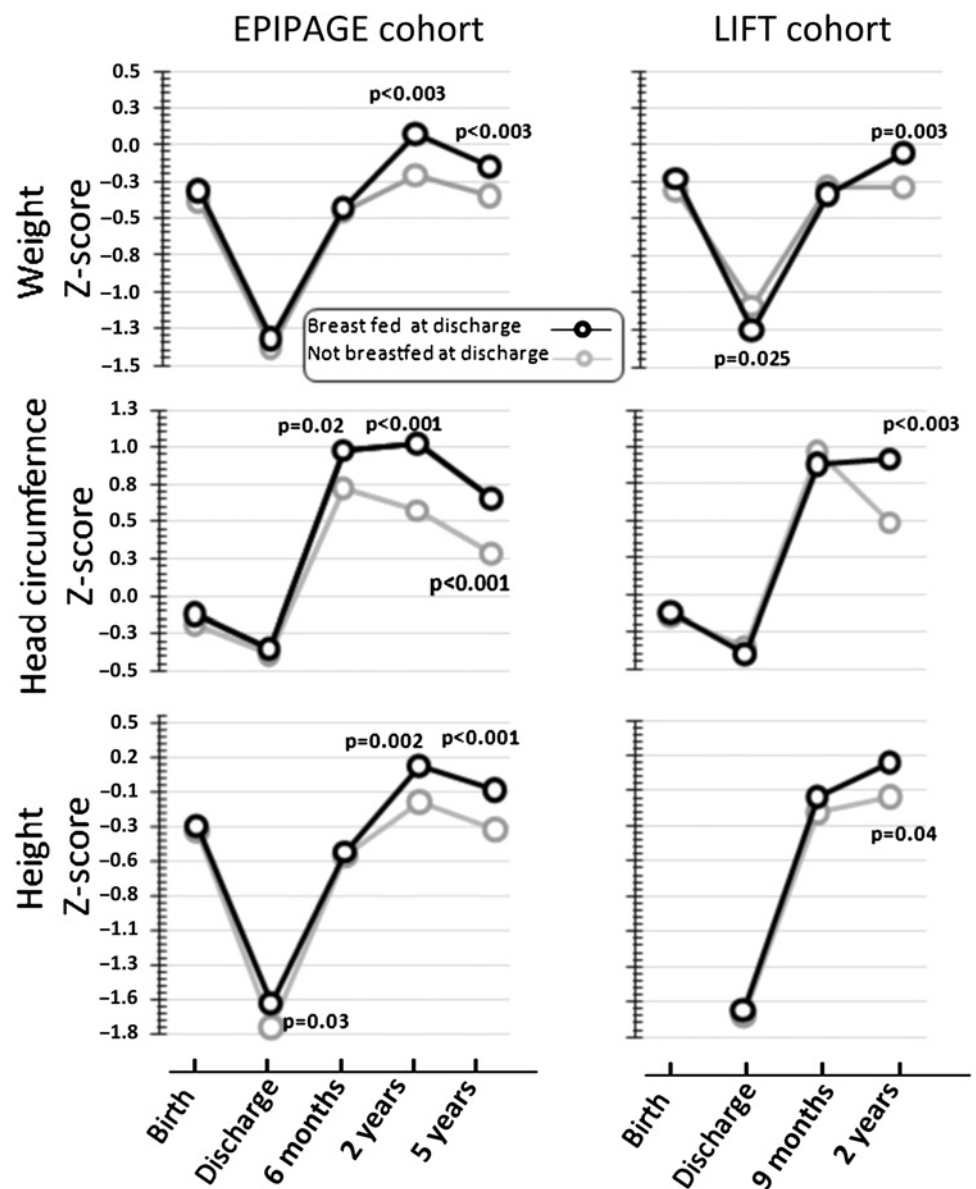 EPIPAGE cohort
LIFT cohort
Weight
Z-score
0.5
0.3
0.0
−0.3
−0.5
−0.8
−1.0
−1.3
−1.5
p<0.003
p<0.003
p=0.003
p=0.025
Breast fed at discharge
Not breastfed at discharge
Head circumfernce
Z-score
1.3
1.0
0.8
0.5
0.3
0.0
−0.3
−0.5
p=0.02
p<0.001
p<0.001
p<0.003
Height
Z-score
0.5
0.2
−0.1
−0.3
−0.6
−0.8
−1.1
−1.3
−1.6
−1.8
p=0.002
p<0.001
p=0.03
p=0.04
Birth
Discharge
6 months
2 years
5 years
Birth
Discharge
9 months
2 years